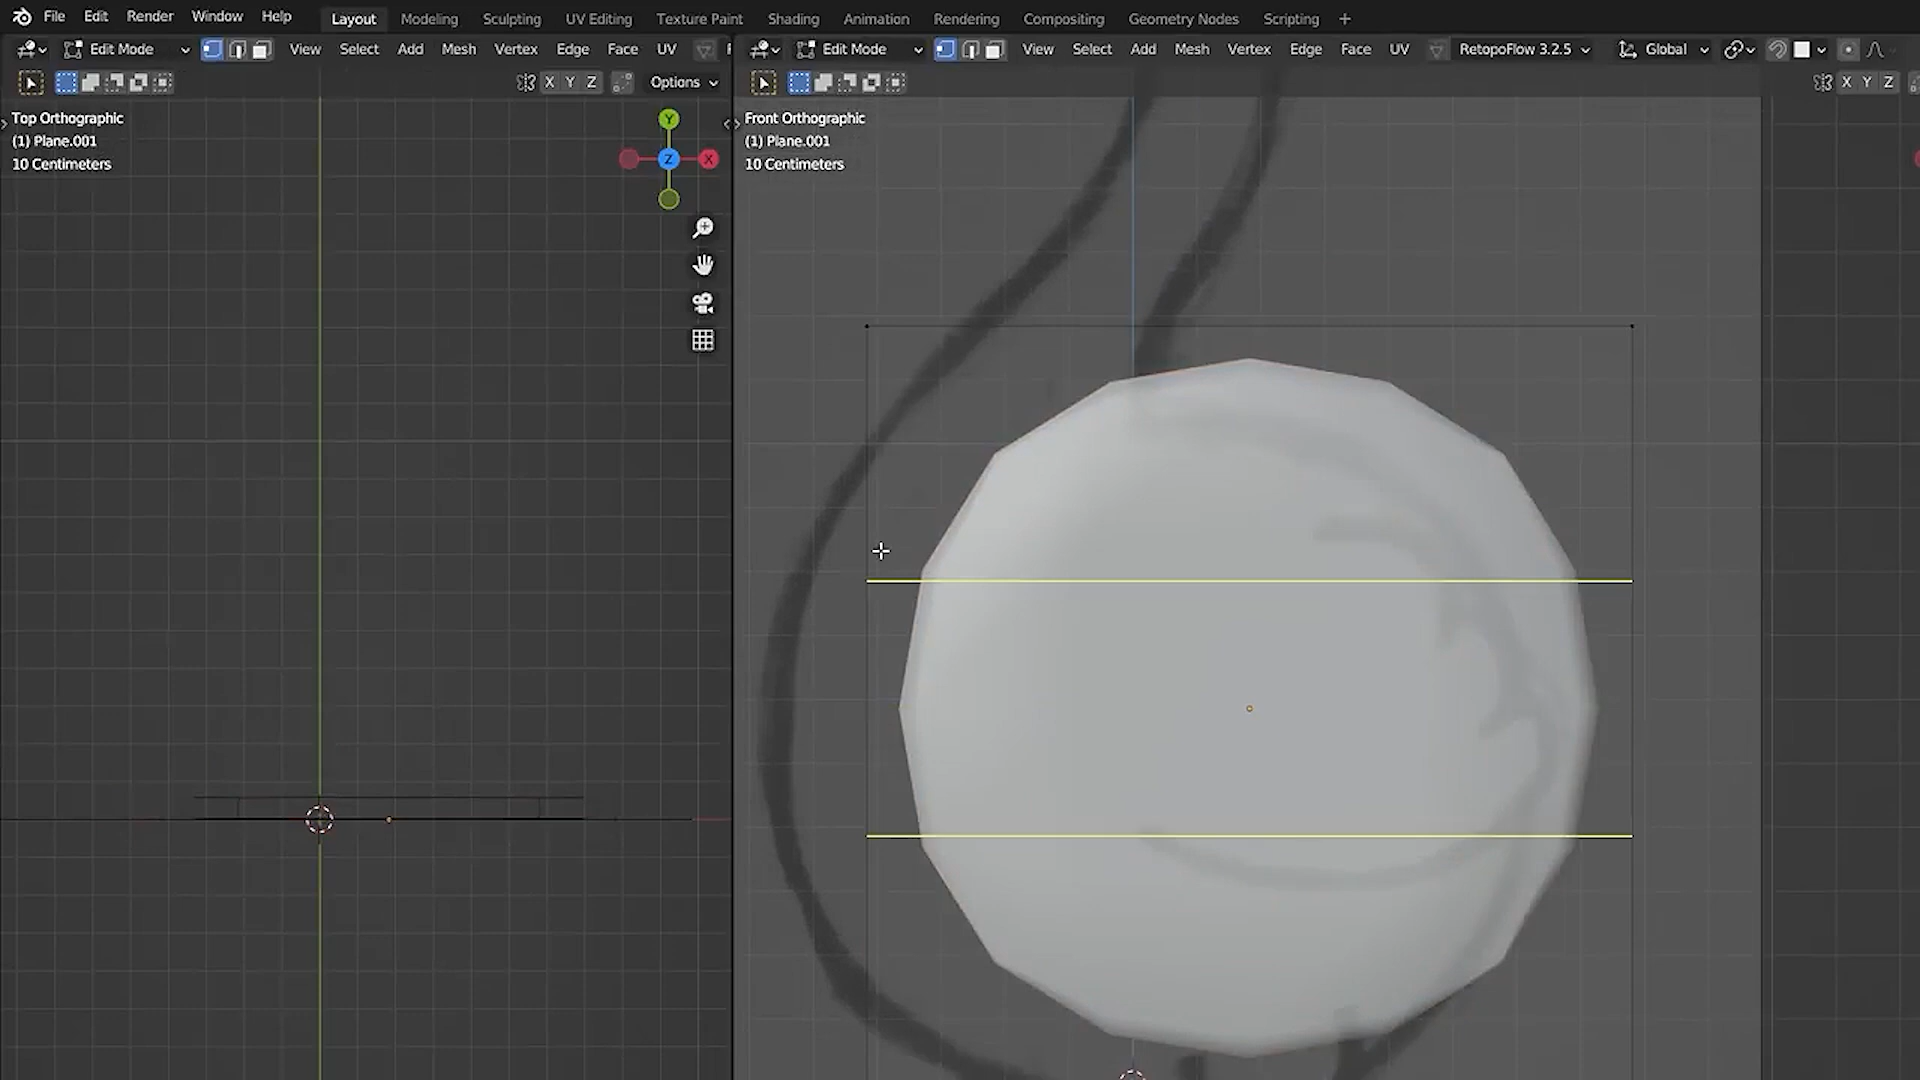 File Edit Render Window Help Layout Modeling Sculpting UV Editing Texture Paint Shading Animation Rendering Compositing Geometry Nodes Scripting +
Edit Mode View Select Add Mesh Vertex Edge Face UV
Edit Mode View Select Add Mesh Vertex Edge Face UV RetopoFlow 3.2.5 Global
X Y Z Options
X Y Z
Top Orthographic
(1) Plane.001
10 Centimeters
Y
Z
X
Front Orthographic
(1) Plane.001
10 Centimeters